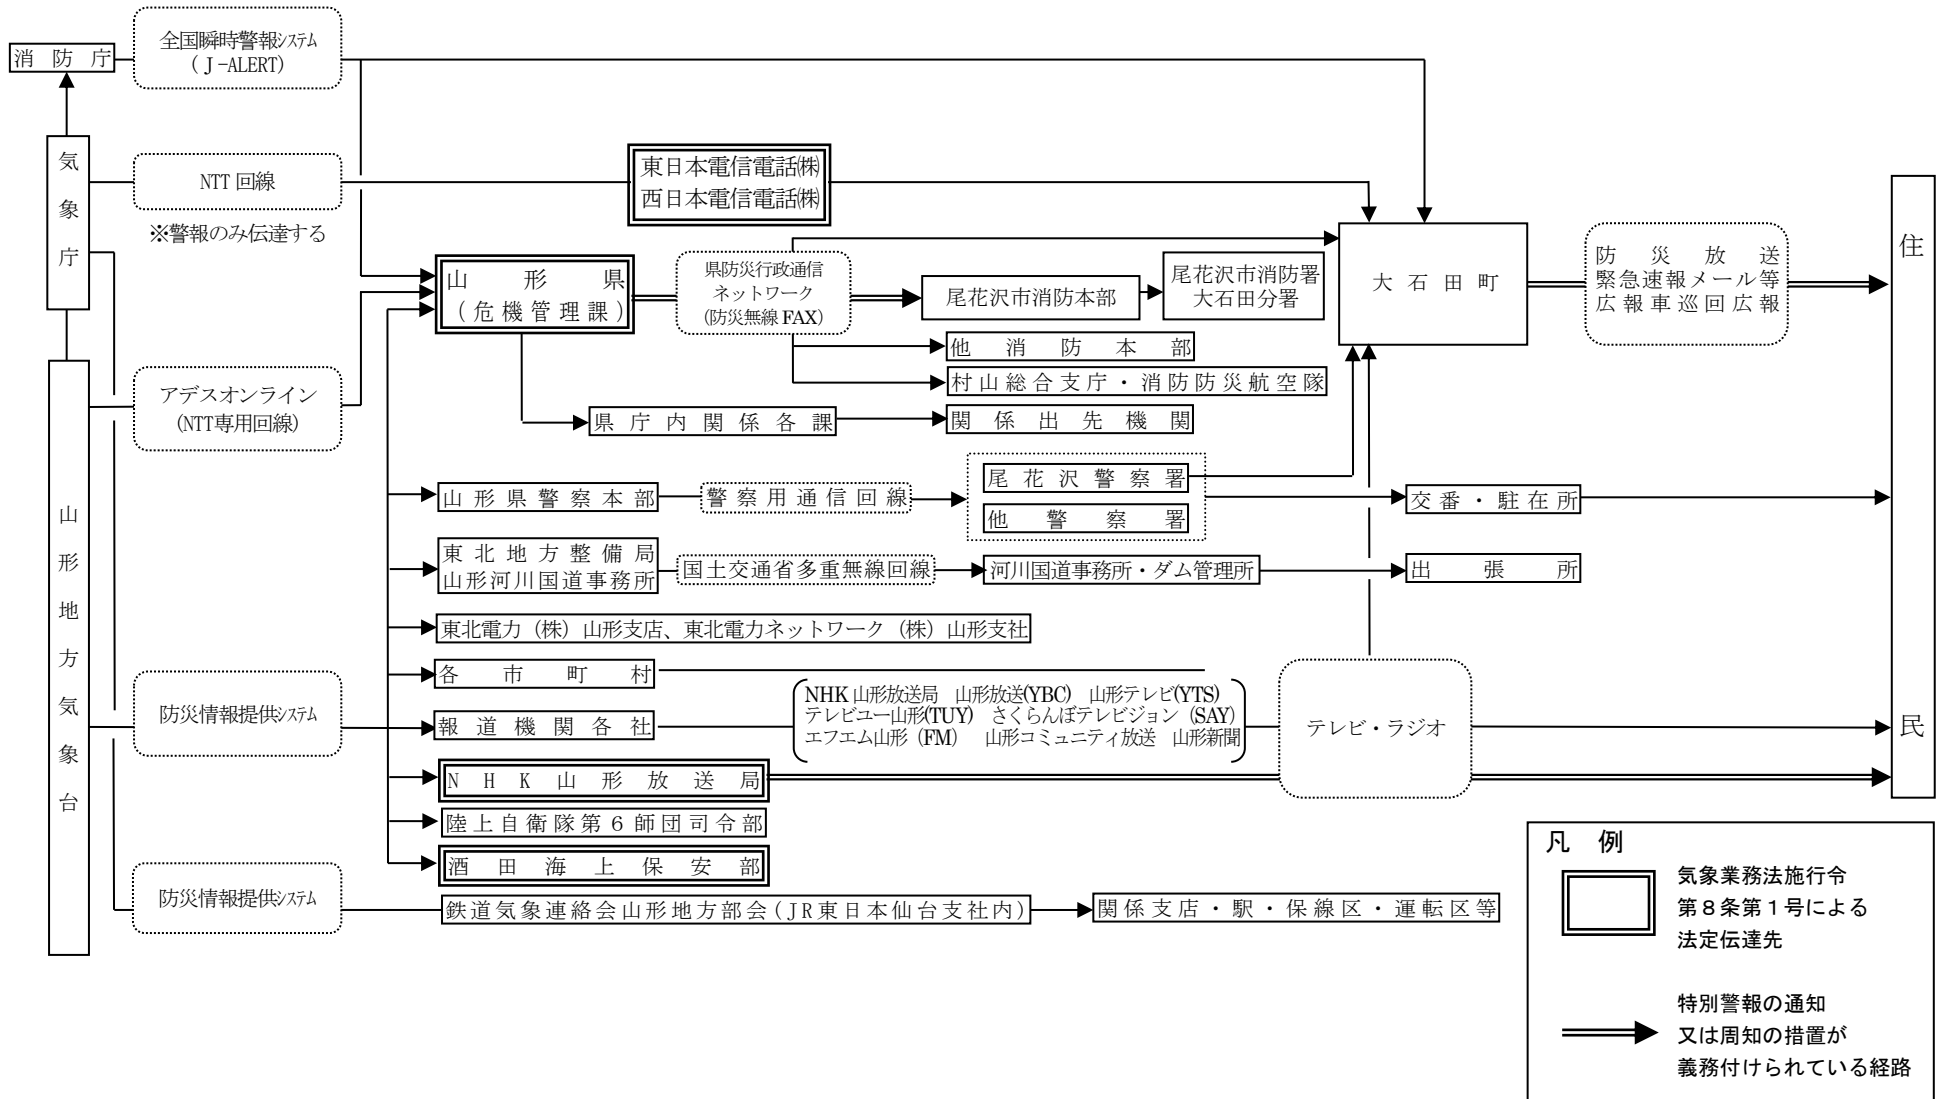 消防庁
全国瞬時警報ｼｽﾃﾑ
(J-ALERT)
気象庁
NTT 回線
※警報のみ伝達する
東日本電信電話㈱
西日本電信電話㈱
山形県
(危機管理課)
県防災行政通信
ネットワーク
(防災無線 FAX)
尾花沢市消防本部
尾花沢市消防署
大石田分署
大石田町
防災放送
緊急速報メール等
広報車巡回広報
住民
他消防本部
村山総合支庁・消防防災航空隊
県庁内関係各課
関係出先機関
山形地方気象台
アデスオンライン
(NTT専用回線)
山形県警察本部
警察用通信回線
尾花沢警察署
他警察署
交番・駐在所
東北地方整備局
山形河川国道事務所
国土交通省多重無線回線
河川国道事務所・ダム管理所
出張所
東北電力（株）山形支店、東北電力ネットワーク（株）山形支社
各市町村
防災情報提供ｼｽﾃﾑ
報道機関各社
NHK 山形放送局　山形放送(YBC)　山形テレビ(YTS)
テレビユー山形(TUY)　さくらんぼテレビジョン（SAY）
エフエム山形（FM）　山形コミュニティ放送　山形新聞
テレビ・ラジオ
NHK山形放送局
陸上自衛隊第６師団司令部
酒田海上保安部
防災情報提供ｼｽﾃﾑ
鉄道気象連絡会山形地方部会(JR東日本仙台支社内)
関係支店・駅・保線区・運転区等
凡　例
気象業務法施行令
第８条第１号による
法定伝達先
特別警報の通知
又は周知の措置が
義務付けられている経路